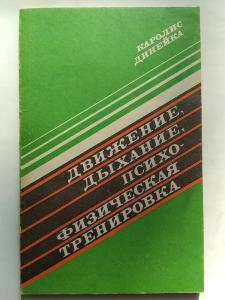 КАРОЛИС
ДИНЕЙКА
ДВИЖЕНИЕ,
ДЫХАНИЕ,
ПСИХО-
ФИЗИЧЕСКАЯ
ТРЕНИРОВКА